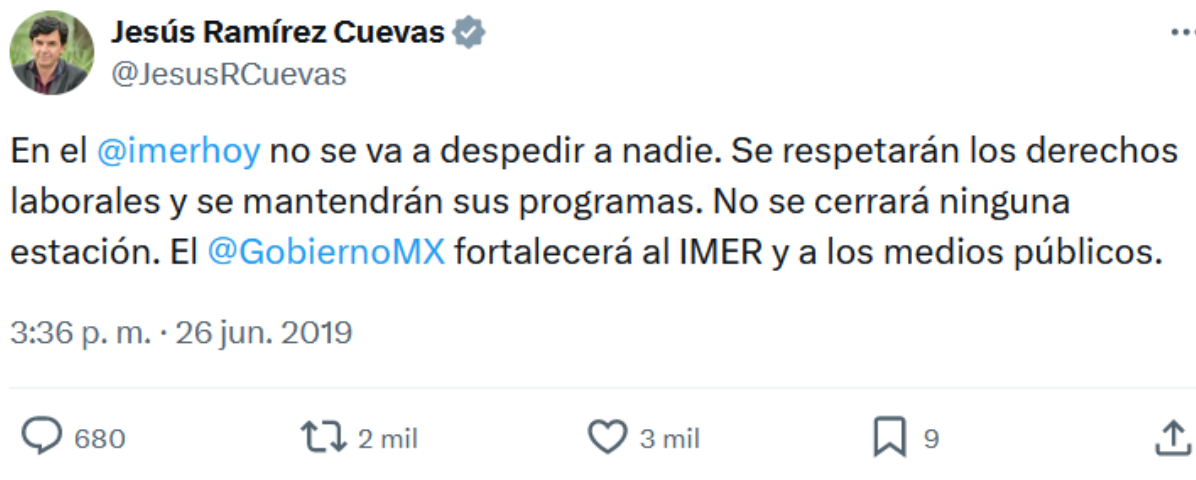 Jesús Ramírez Cuevas
@JesusRCuevas
En el @imerhoy no se va a despedir a nadie. Se respetarán los derechos
laborales y se mantendrán sus programas. No se cerrará ninguna
estación. El @GobiernoMX fortalecerá al IMER y a los medios públicos.
3:36 p. m. · 26 jun. 2019
680 2 mil 3 mil 9